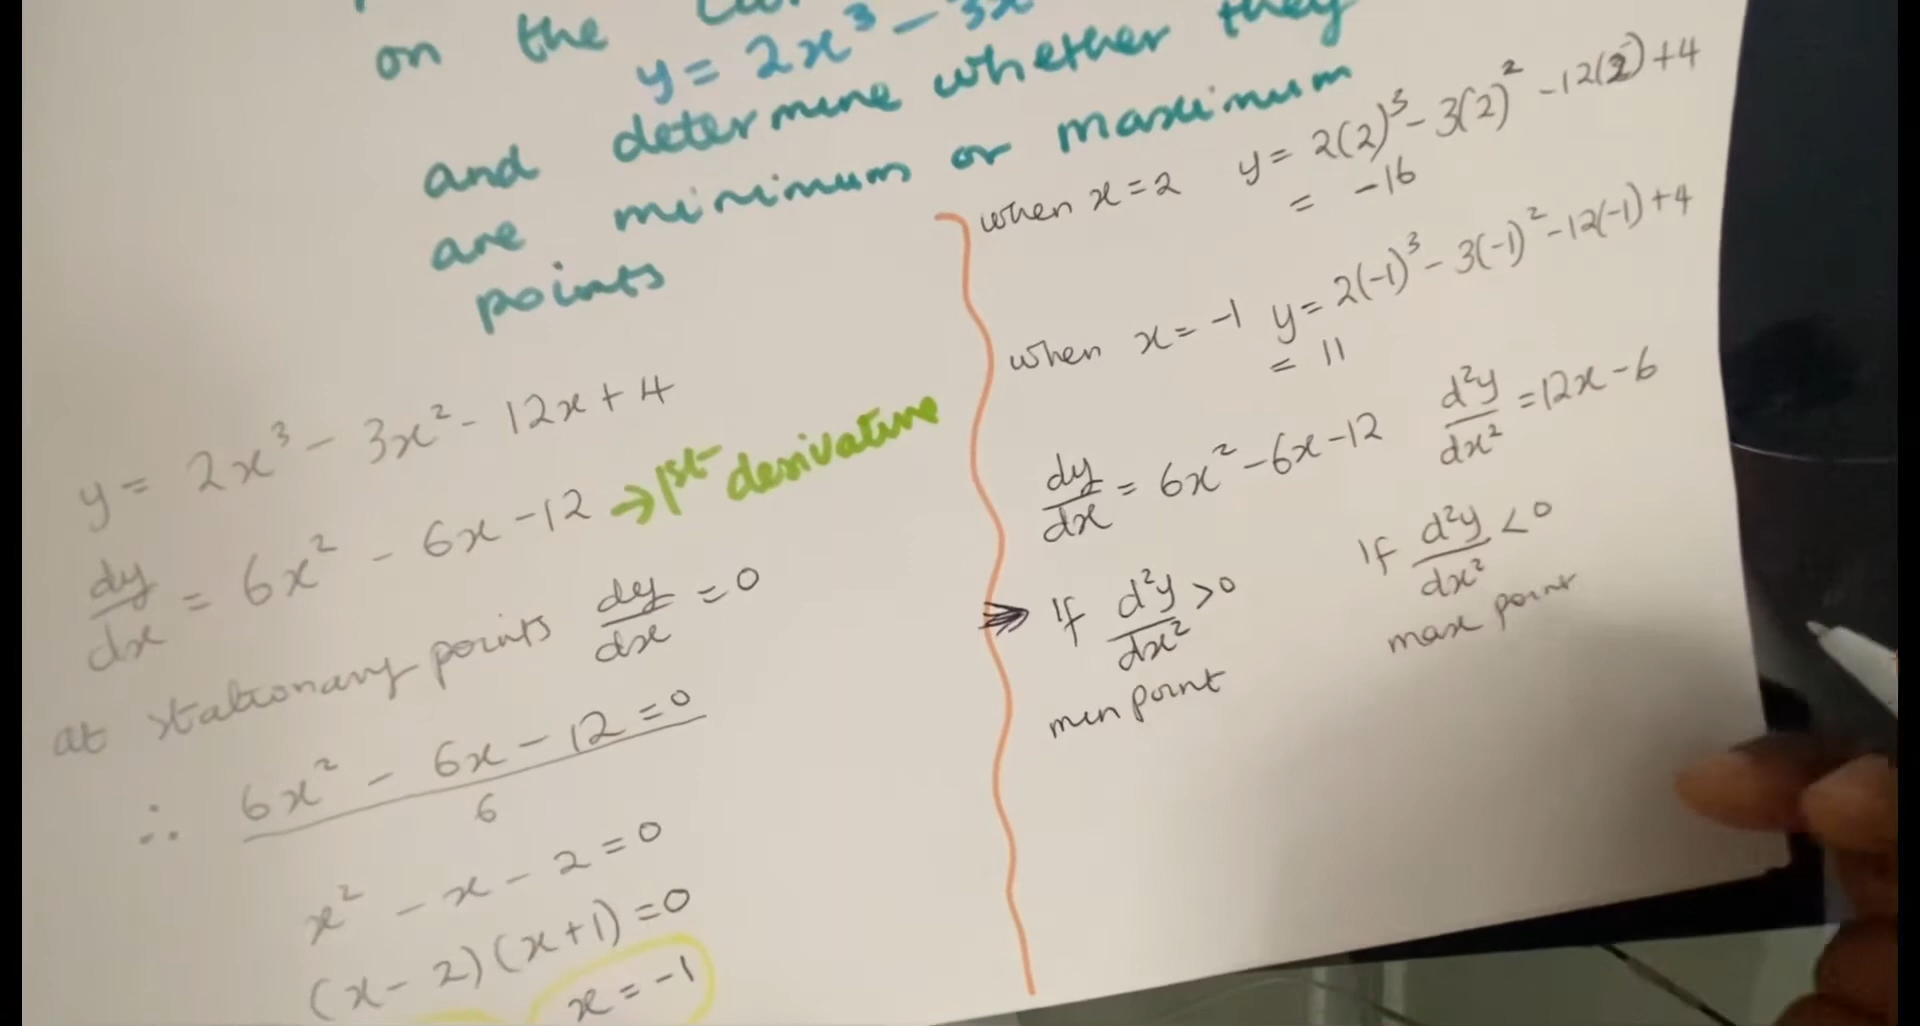 on the
y = 2x³ - 3x
and determine whether they
are minimum or maximum
points
y = 2x³ - 3x² - 12x + 4
dy/dx = 6x² - 6x - 12 → 1st derivative
at stationary points dy/dx = 0
∴ 6x² - 6x - 12 = 0
6
x² - x - 2 = 0
(x - 2)(x + 1) = 0
x = -1
when x = 2 y = 2(2)³ - 3(2)² - 12(2) + 4
= -16
when x = -1 y = 2(-1)³ - 3(-1)² - 12(-1) + 4
= 11
dy/dx = 6x² - 6x - 12 d²y/dx² = 12x - 6
If d²y/dx² > 0 If d²y/dx² < 0
min point max point